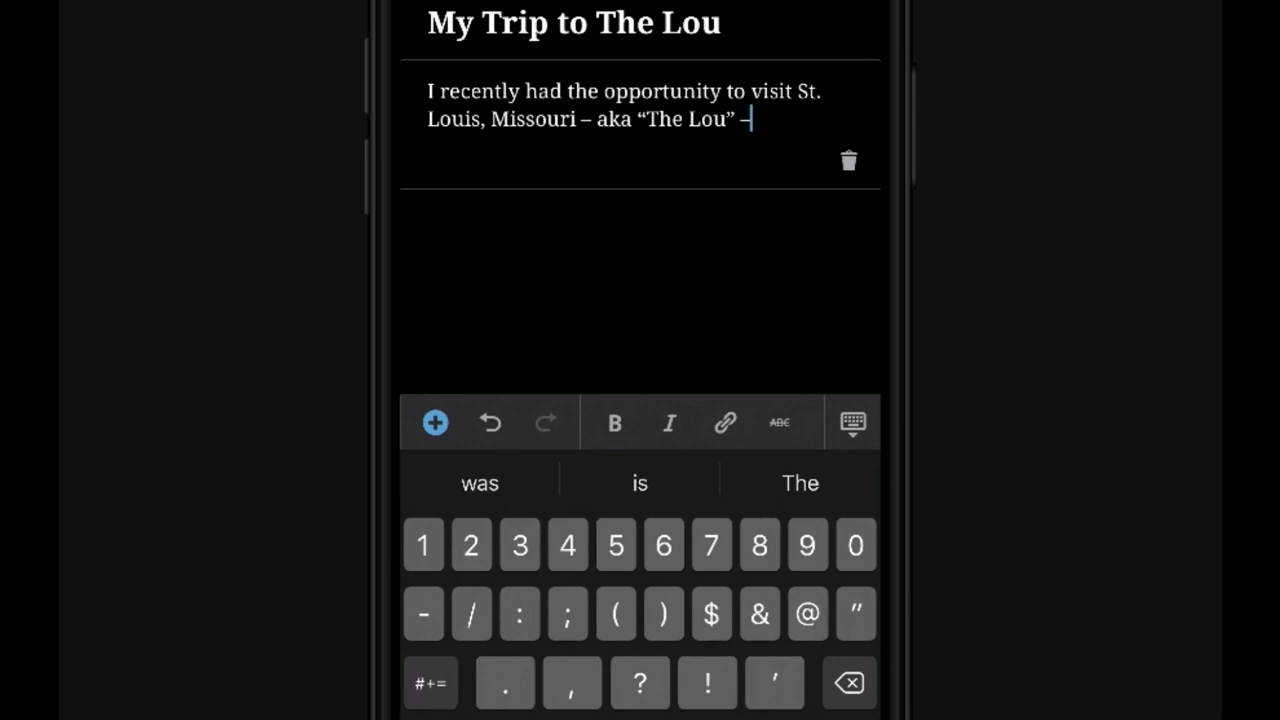 My Trip to The Lou
I recently had the opportunity to visit St.
Louis, Missouri – aka “The Lou” –
B I ABC
was is The
1 2 3 4 5 6 7 8 9 0
- / : ; ( ) $ & @ "
#+= . , ? ! '